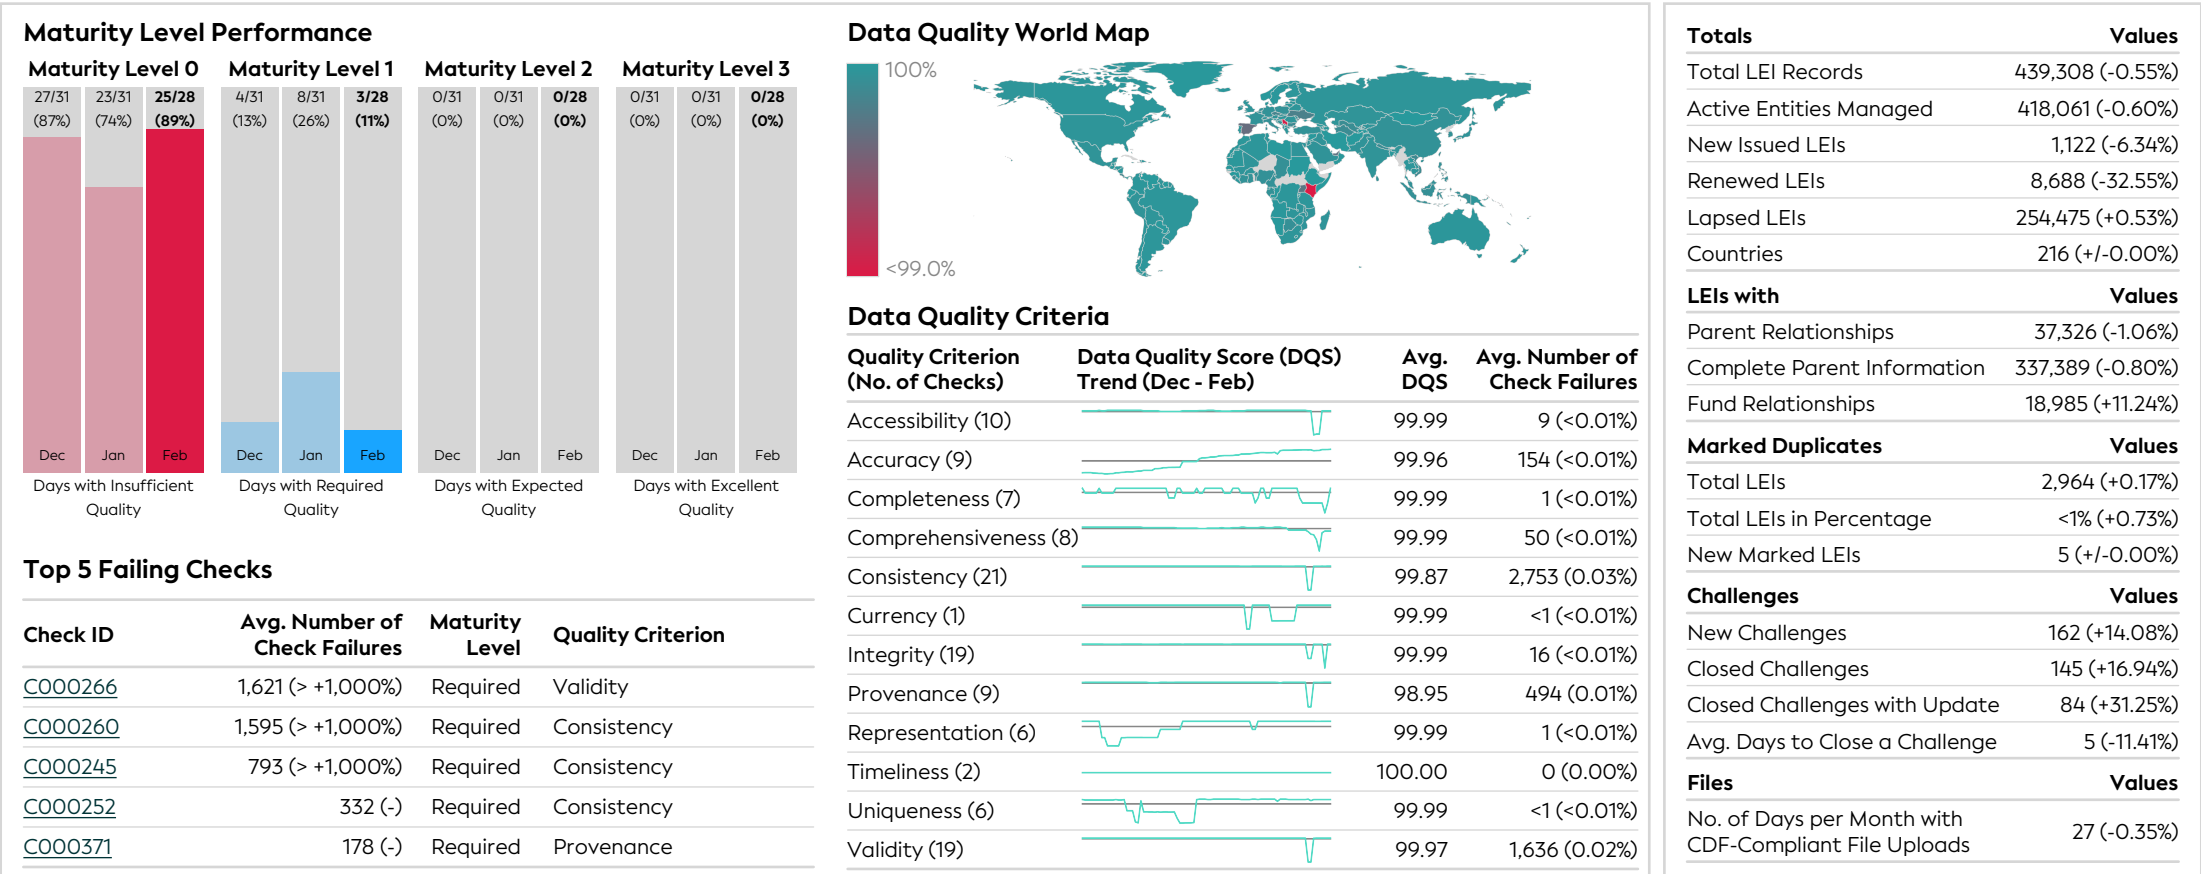 Maturity Level Performance
Maturity Level 0
27/31 23/31 25/28
(87%) (74%) (89%)
Dec Jan Feb
Days with Insufficient
Quality
Maturity Level 1
4/31 8/31 3/28
(13%) (26%) (11%)
Dec Jan Feb
Days with Required
Quality
Maturity Level 2
0/31 0/31 0/28
(0%) (0%) (0%)
Dec Jan Feb
Days with Expected
Quality
Maturity Level 3
0/31 0/31 0/28
(0%) (0%) (0%)
Dec Jan Feb
Days with Excellent
Quality
Top 5 Failing Checks
Check ID Avg. Number of Check Failures Maturity Level Quality Criterion
C000266 1,621 (> +1,000%) Required Validity
C000260 1,595 (> +1,000%) Required Consistency
C000245 793 (> +1,000%) Required Consistency
C000252 332 (-) Required Consistency
C000371 178 (-) Required Provenance
Data Quality World Map
100%
<99.0%
Data Quality Criteria
Quality Criterion (No. of Checks) Data Quality Score (DQS) Trend (Dec - Feb) Avg. DQS Avg. Number of Check Failures
Accessibility (10) 99.99 9 (<0.01%)
Accuracy (9) 99.96 154 (<0.01%)
Completeness (7) 99.99 1 (<0.01%)
Comprehensiveness (8) 99.99 50 (<0.01%)
Consistency (21) 99.87 2,753 (0.03%)
Currency (1) 99.99 <1 (<0.01%)
Integrity (19) 99.99 16 (<0.01%)
Provenance (9) 98.95 494 (0.01%)
Representation (6) 99.99 1 (<0.01%)
Timeliness (2) 100.00 0 (0.00%)
Uniqueness (6) 99.99 <1 (<0.01%)
Validity (19) 99.97 1,636 (0.02%)
Totals Values
Total LEI Records 439,308 (-0.55%)
Active Entities Managed 418,061 (-0.60%)
New Issued LEIs 1,122 (-6.34%)
Renewed LEIs 8,688 (-32.55%)
Lapsed LEIs 254,475 (+0.53%)
Countries 216 (+/-0.00%)
LEIs with Values
Parent Relationships 37,326 (-1.06%)
Complete Parent Information 337,389 (-0.80%)
Fund Relationships 18,985 (+11.24%)
Marked Duplicates Values
Total LEIs 2,964 (+0.17%)
Total LEIs in Percentage <1% (+0.73%)
New Marked LEIs 5 (+/-0.00%)
Challenges Values
New Challenges 162 (+14.08%)
Closed Challenges 145 (+16.94%)
Closed Challenges with Update 84 (+31.25%)
Avg. Days to Close a Challenge 5 (-11.41%)
Files Values
No. of Days per Month with
CDF-Compliant File Uploads 27 (-0.35%)